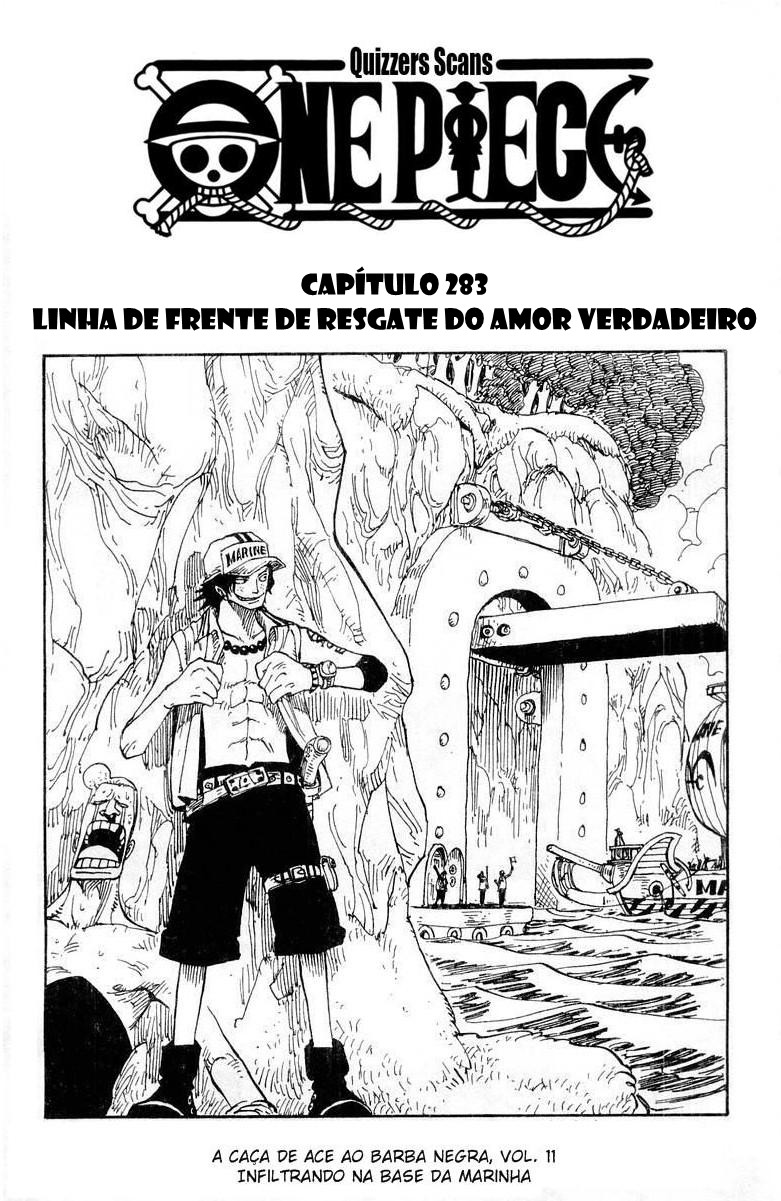 Quizzers Scans
ONE PIECE
CAPÍTULO 283
LINHA DE FRENTE DE RESGATE DO AMOR VERDADEIRO
MARINE
A CAÇA DE ACE AO BARBA NEGRA, VOL. 11
INFILTRANDO NA BASE DA MARINHA